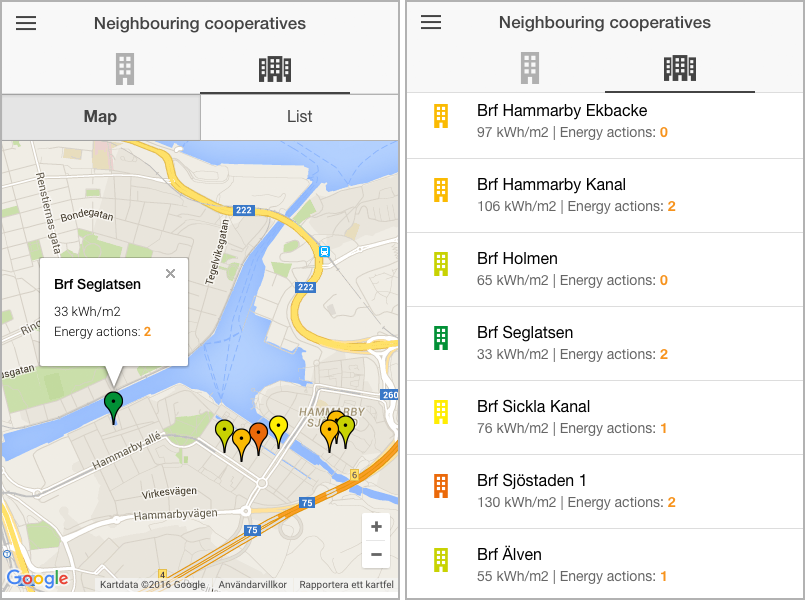 Neighbouring cooperatives
Map
List
Renstiernas gata
Bondegatan
222
Tegelviksgatan
222
Brf Seglatsen
33 kWh/m2
Energy actions: 2
Ring
usgatan
260
HAMMARBY
Hammarby allé
6
Virkesvägen
75
Hammarbyvägen
75
4
Google
Kartdata ©2016 Google
Användarvillkor
Rapportera ett kartfel
Neighbouring cooperatives
Brf Hammarby Ekbacke
97 kWh/m2 | Energy actions: 0
Brf Hammarby Kanal
106 kWh/m2 | Energy actions: 2
Brf Holmen
65 kWh/m2 | Energy actions: 0
Brf Seglatsen
33 kWh/m2 | Energy actions: 2
Brf Sickla Kanal
76 kWh/m2 | Energy actions: 1
Brf Sjöstaden 1
130 kWh/m2 | Energy actions: 2
Brf Älven
55 kWh/m2 | Energy actions: 1